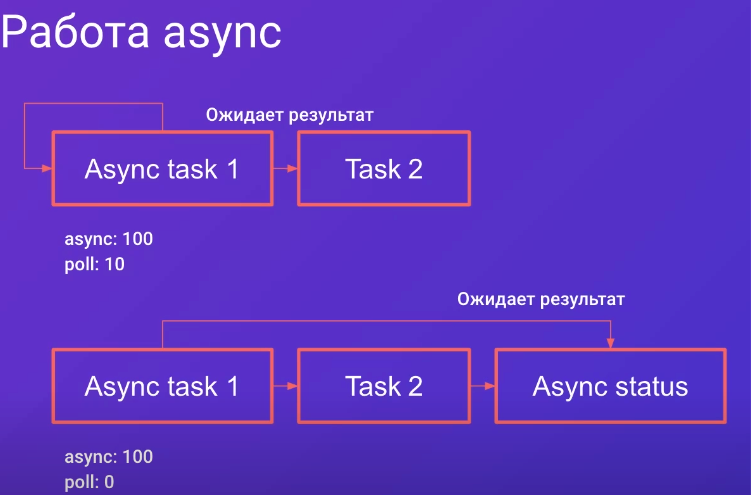 Работа async
Ожидает результат
Async task 1
Task 2
async: 100
poll: 10
Ожидает результат
Async task 1
Task 2
Async status
async: 100
poll: 0